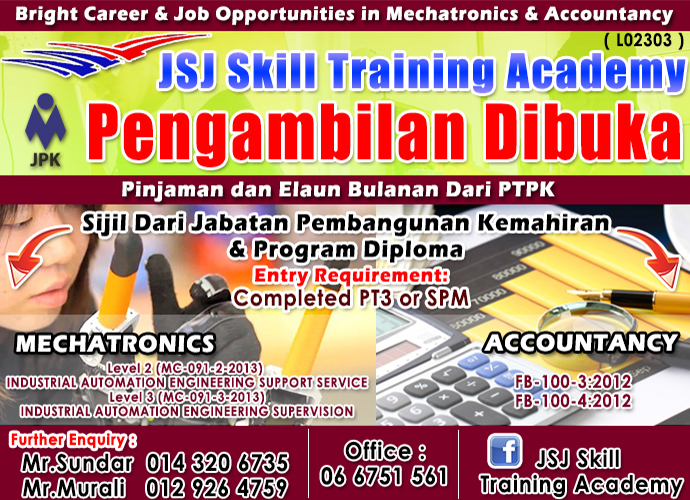 Bright Career & Job Opportunities in Mechatronics & Accountancy
( L02303 )
JSJ Skill Training Academy
JPK
Pengambilan Dibuka
Pinjaman dan Elaun Bulanan Dari PTPK
Sijil Dari Jabatan Pembangunan Kemahiran
& Program Diploma
Entry Requirement:
Completed PT3 or SPM
MECHATRONICS
Level 2 (MC-091-2-2013)
INDUSTRIAL AUTOMATION ENGINEERING SUPPORT SERVICE
Level 3 (MC-091-3-2013)
INDUSTRIAL AUTOMATION ENGINEERING SUPERVISION
90000
80000
70000
ACCOUNTANCY
FB-100-3:2012
FB-100-4:2012
Further Enquiry :
Mr.Sundar 014 320 6735
Mr.Murali 012 926 4759
Office :
06 6751 561
f JSJ Skill
Training Academy